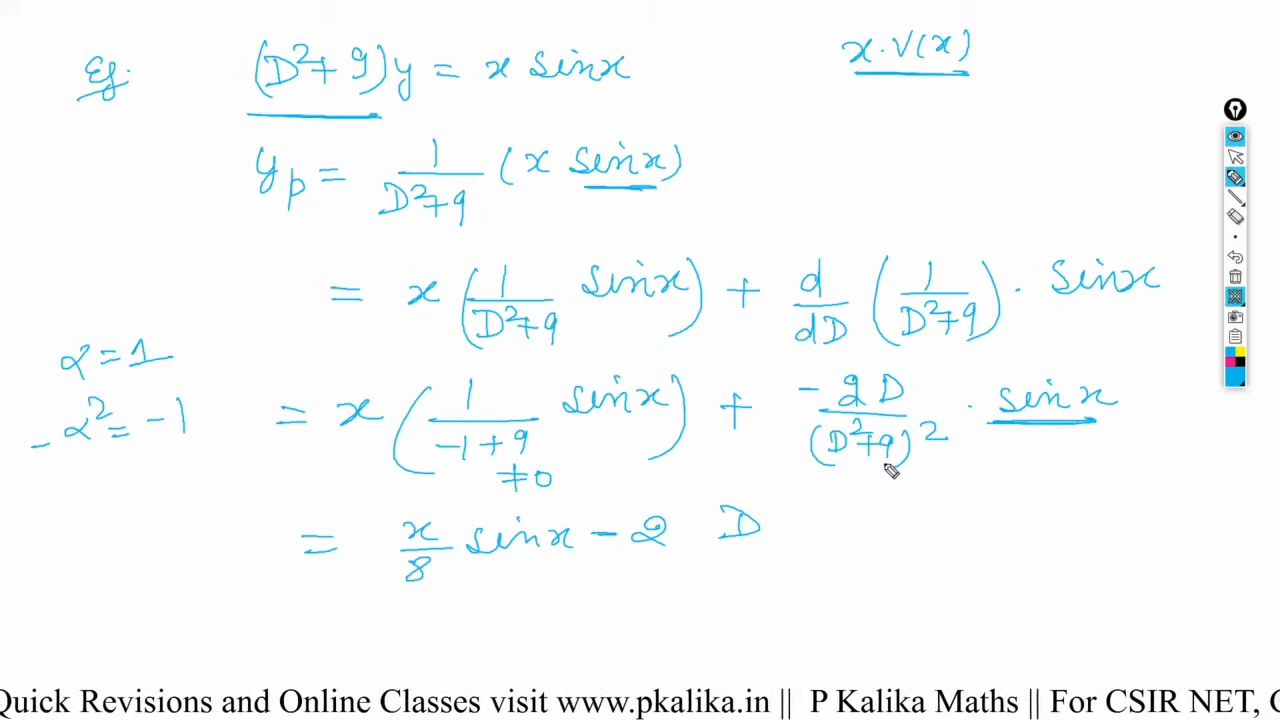 Eg. (D²+9)y = x sinx x·V(x)
yₚ = 1/(D²+9) (x sinx)
= x (1/(D²+9) sinx) + d/dD (1/(D²+9)) · sinx
α = 1
-α² = -1 = x (1/(-1+9) sinx) + -2D/(D²+9)² · sinx
≠0
= x/8 sinx - 2 D
Quick Revisions and Online Classes visit www.pkalika.in || P Kalika Maths || For CSIR NET,